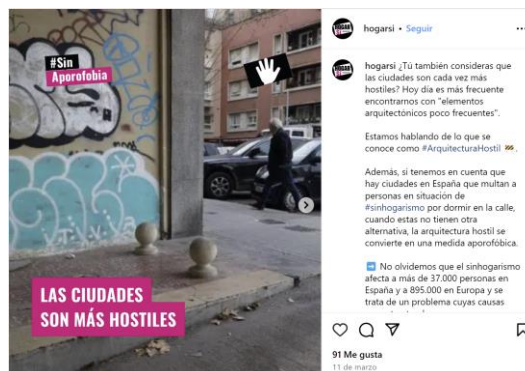 #Sin
Aporofobia
LAS CIUDADES
SON MÁS HOSTILES
hogarsi • Seguir
hogarsi ¿Tú también consideras que
las ciudades son cada vez más
hostiles? Hoy día es más frecuente
encontrarnos con "elementos
arquitectónicos poco frecuentes".
Estamos hablando de lo que se
conoce como #ArquitecturaHostil 🚧.
Además, si tenemos en cuenta que
hay ciudades en España que multan a
personas en situación de
#sinhogarismo por dormir en la calle,
cuando estas no tienen otra
alternativa, la arquitectura hostil se
convierte en una medida aporofóbica.
➡️ No olvidemos que el sinhogarismo
afecta a más de 37.000 personas en
España y a 895.000 en Europa y se
trata de un problema cuyas causas
91 Me gusta
11 de marzo